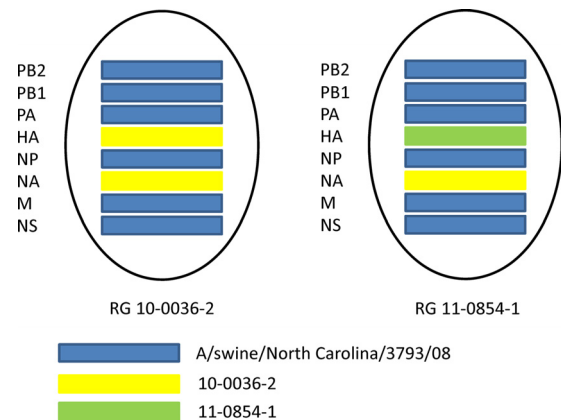 PB2
PB1
PA
HA
NP
NA
M
NS
RG 10-0036-2
PB2
PB1
PA
HA
NP
NA
M
NS
RG 11-0854-1
A/swine/North Carolina/3793/08
10-0036-2
11-0854-1